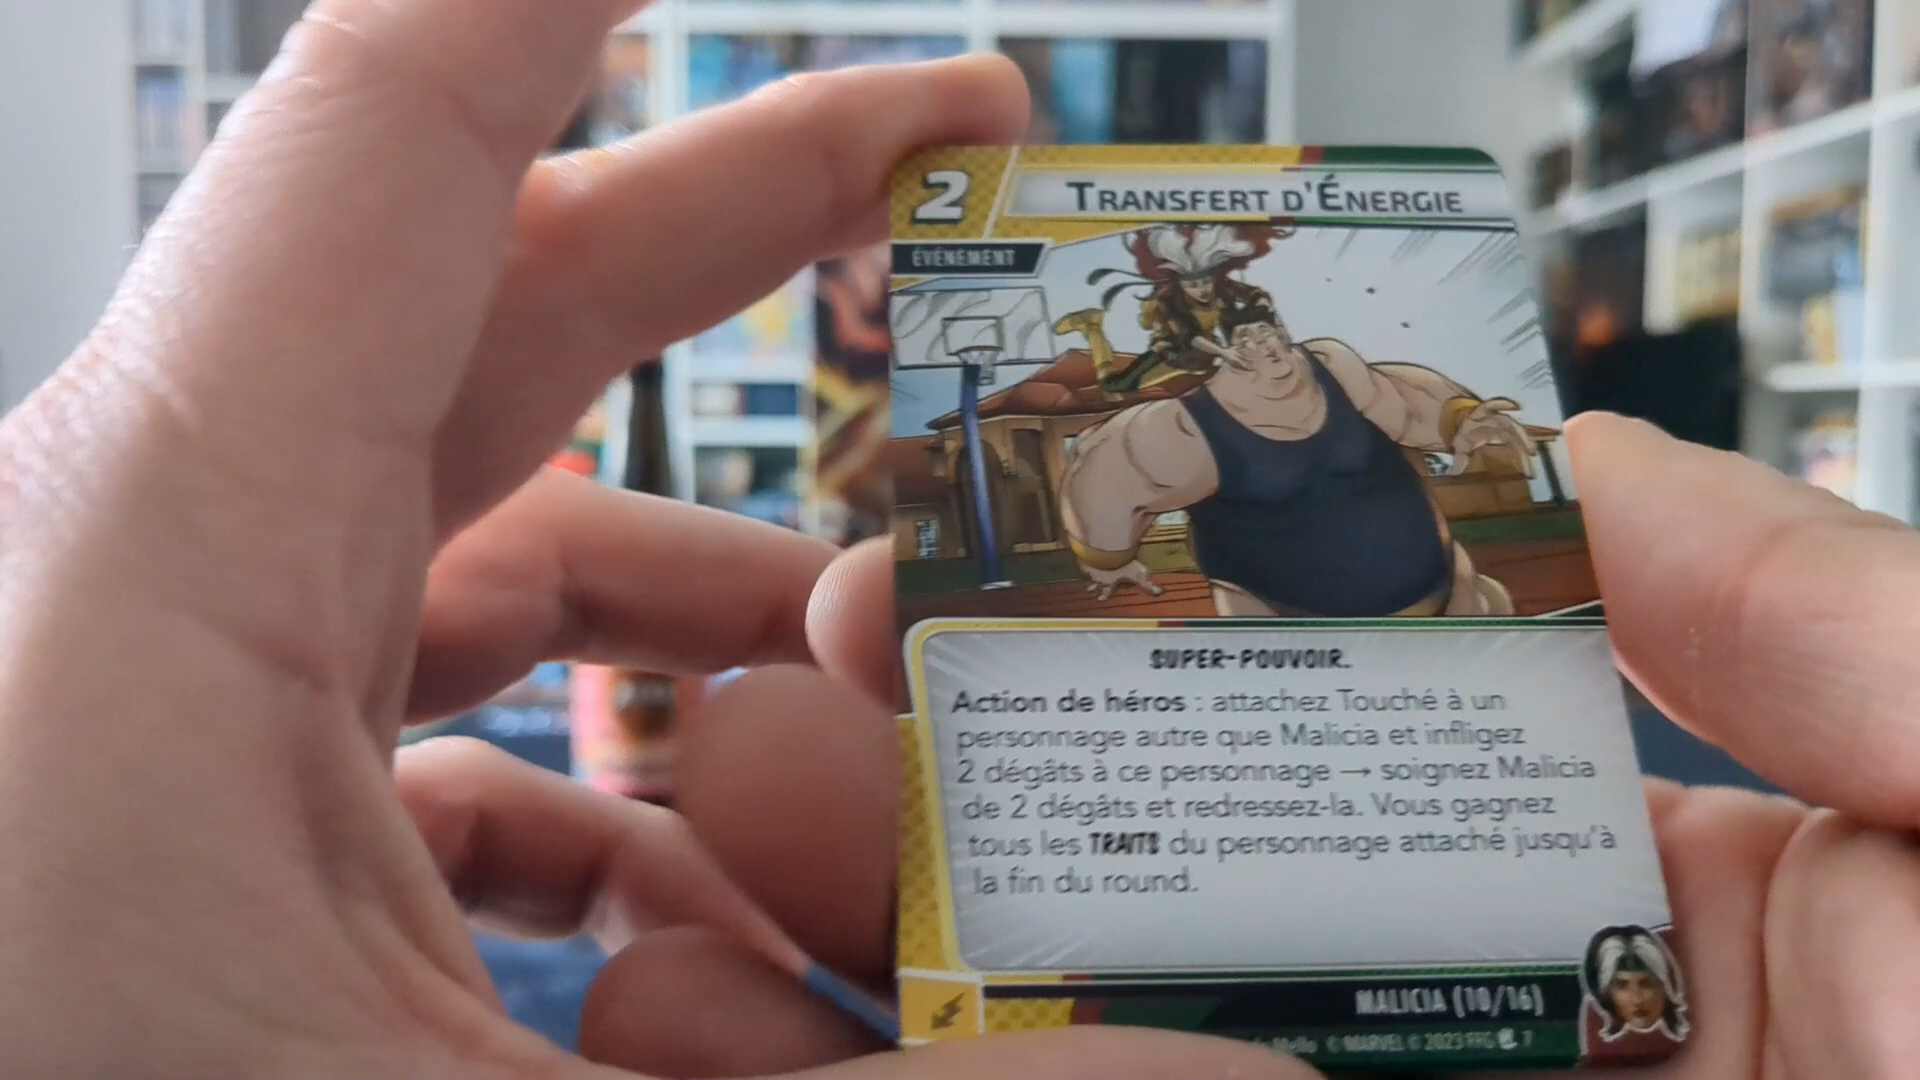 2
TRANSFERT D'ÉNERGIE
ÉVÉNEMENT
SUPER-POUVOIR.
Action de héros : attachez Touché à un
personnage autre que Malicia et infligez
2 dégâts à ce personnage → soignez Malicia
de 2 dégâts et redressez-la. Vous gagnez
tous les TRAITS du personnage attaché jusqu'à
la fin du round.
MALICIA (10/16)
Mello © MARVEL © 2023 FFG 7